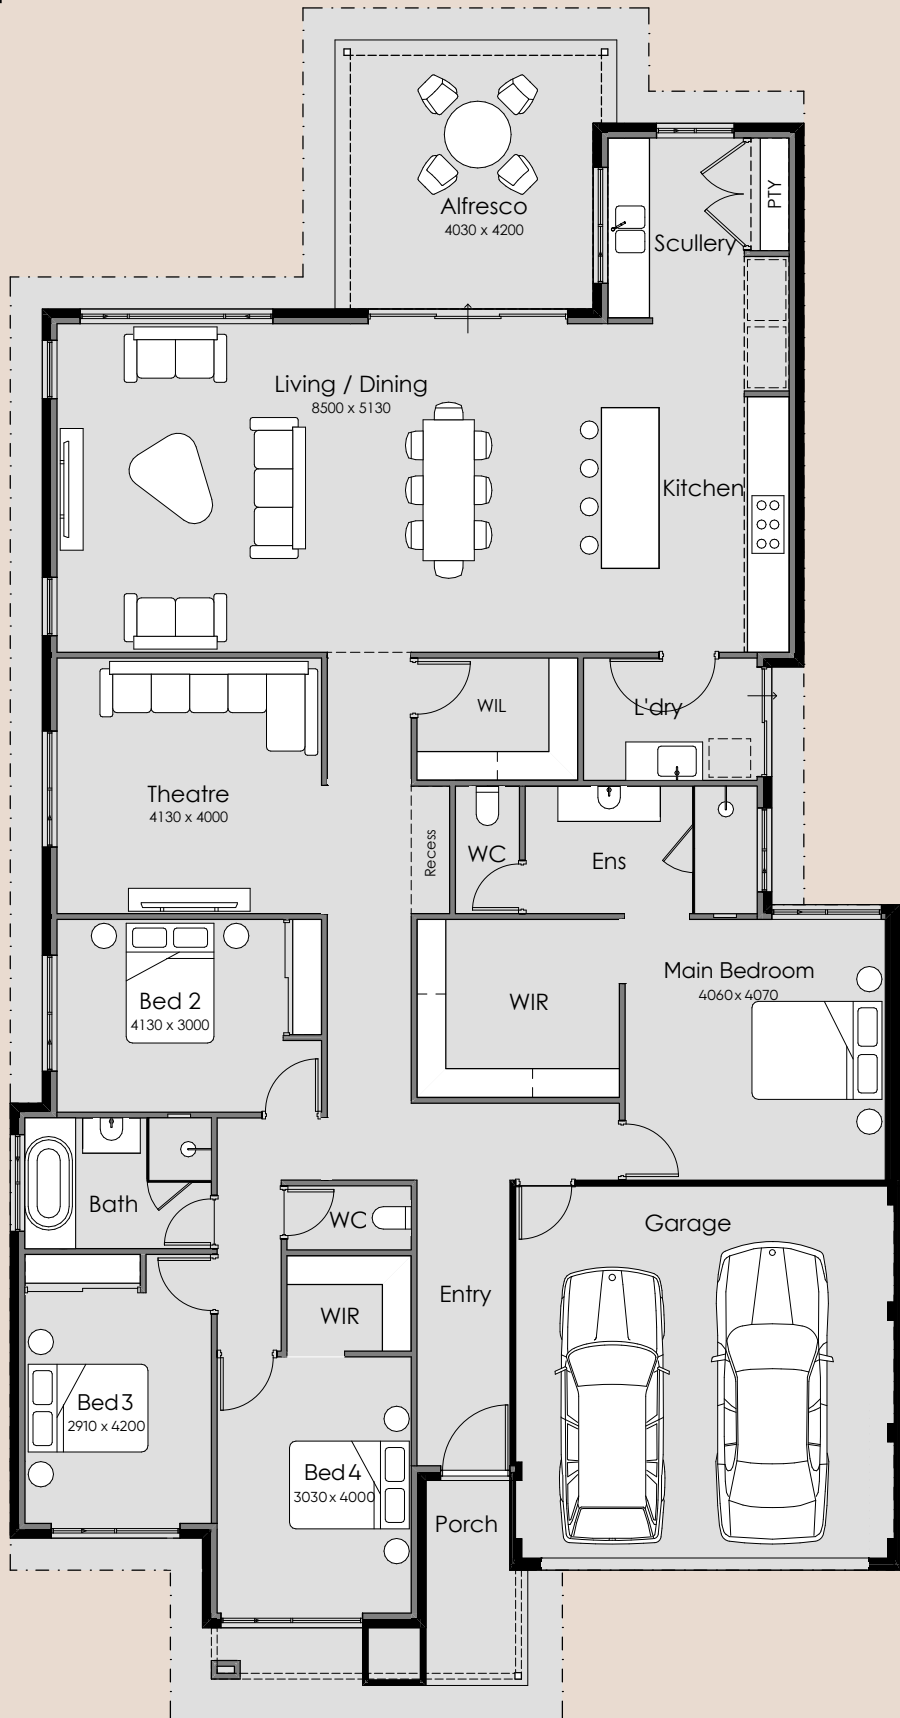 Alfresco
4030 x 4200
PTY
Scullery
Living / Dining
8500 x 5130
Kitchen
WIL
L'dry
Theatre
4130 x 4000
Recess
WC
Ens
Bed 2
4130 x 3000
WIR
Main Bedroom
4060 x 4070
Bath
WC
Garage
WIR
Entry
Bed 3
2910 x 4200
Bed 4
3030 x 4000
Porch